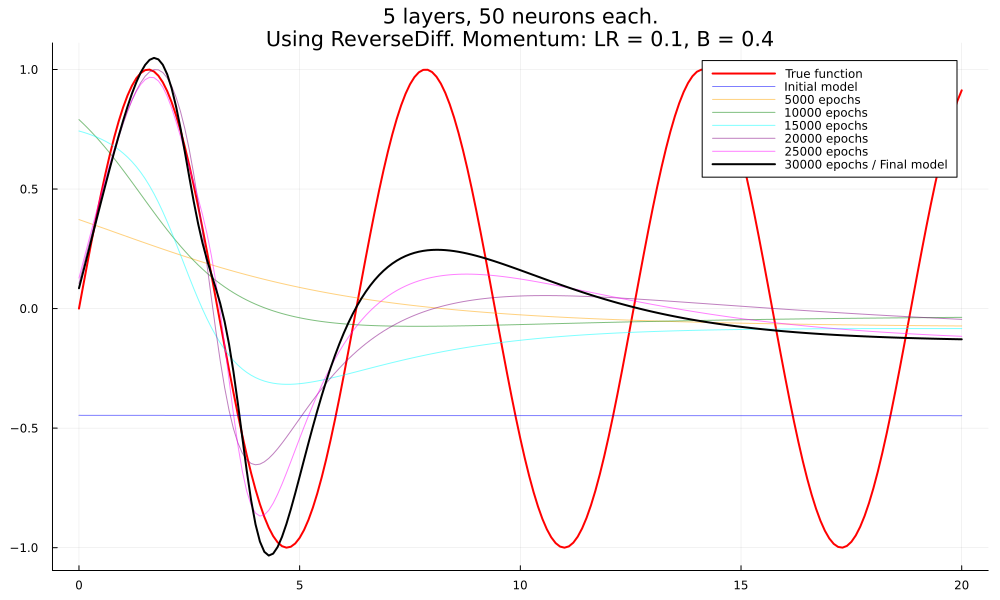 5 layers, 50 neurons each.
Using ReverseDiff. Momentum: LR = 0.1, B = 0.4
True function
Initial model
5000 epochs
10000 epochs
15000 epochs
20000 epochs
25000 epochs
30000 epochs / Final model
1.0
0.5
0.0
−0.5
−1.0
0
5
10
15
20